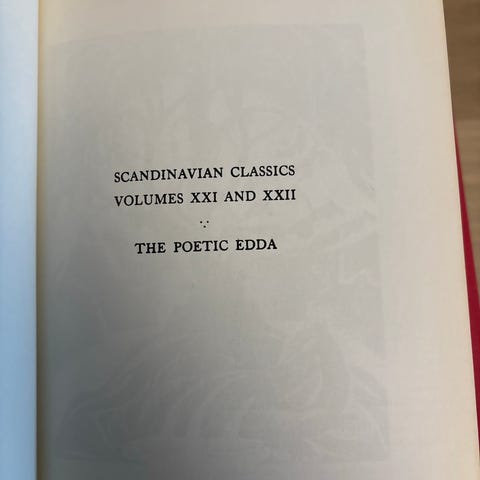 SCANDINAVIAN CLASSICS
VOLUMES XXI AND XXII
THE POETIC EDDA